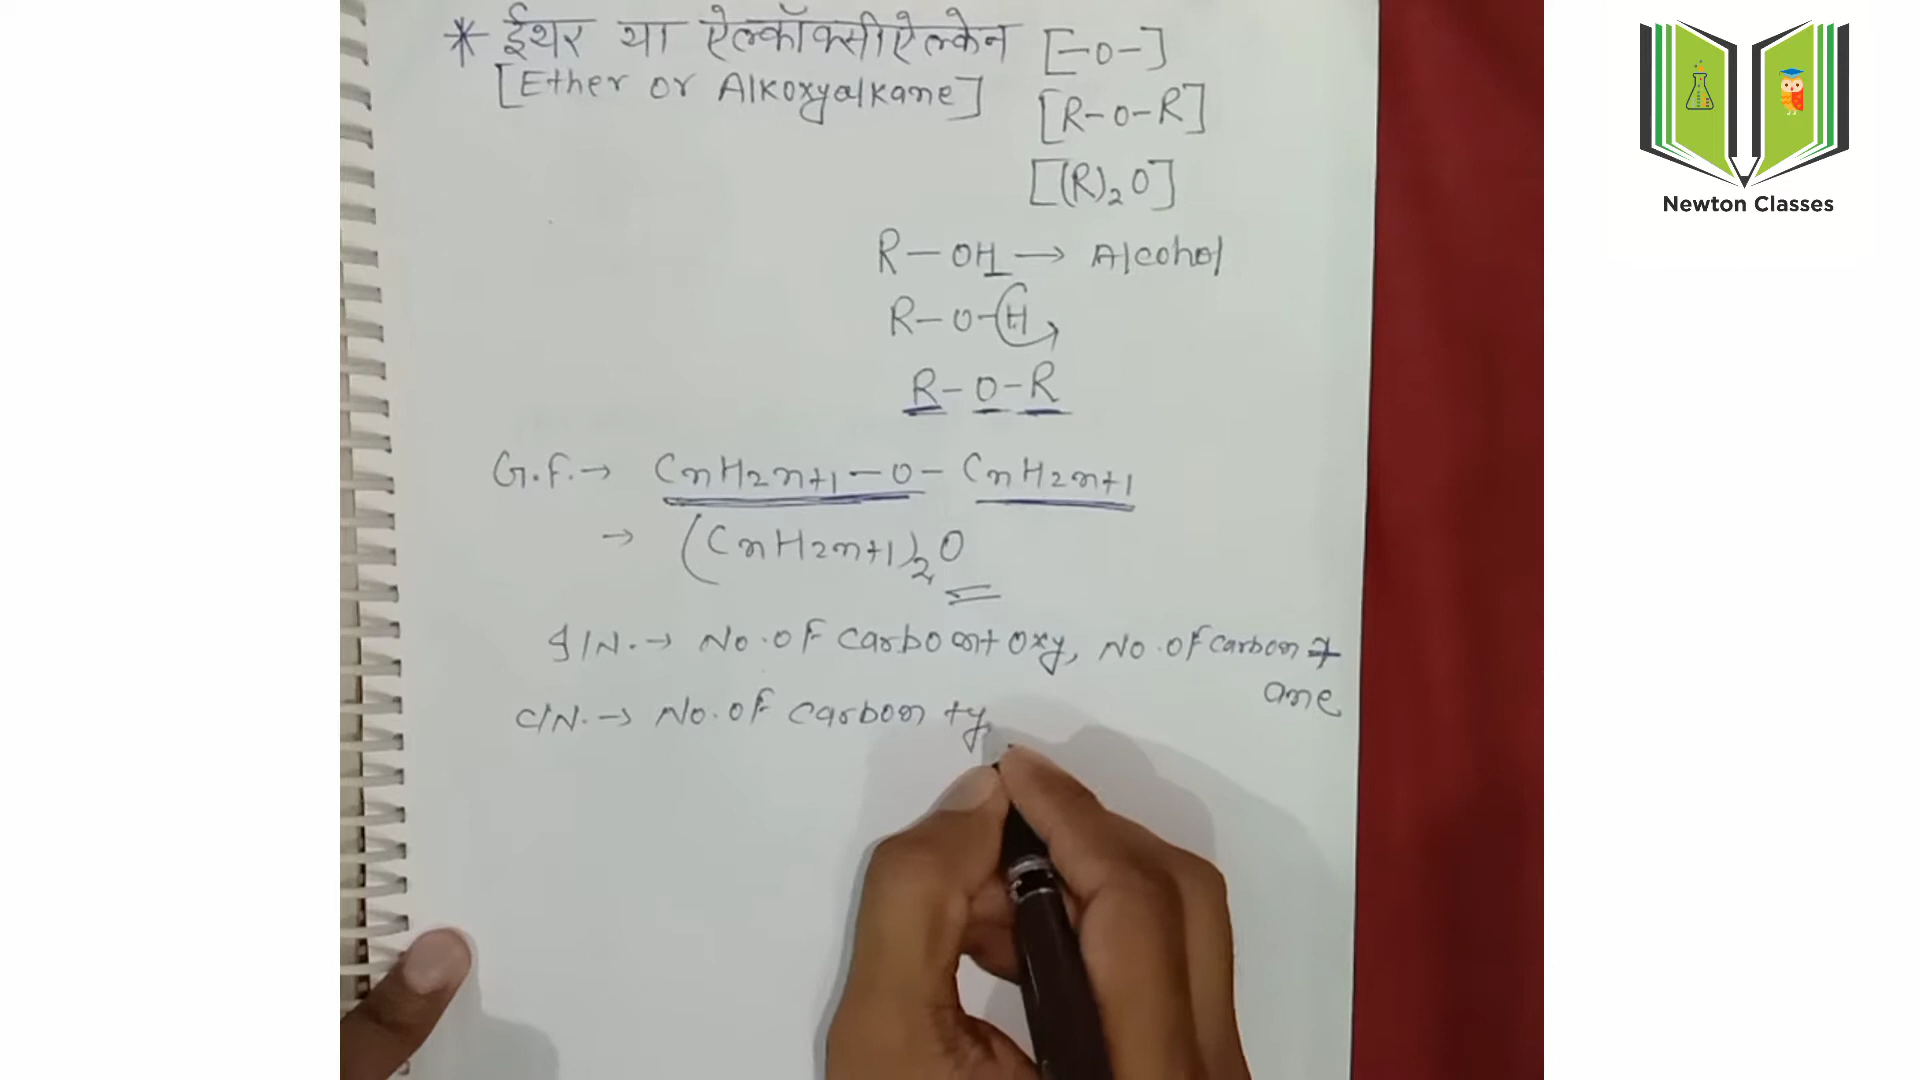 * ईथर या ऐल्कॉक्सीऐल्केन [-O-]
[Ether or Alkoxyalkane]
[R-O-R]
[(R)₂O]
R-OH → Alcohol
R-O-H
R-O-R
G.F. → CnH2n+1-O-CnH2n+1
→ (CnH2n+1)₂O
I/N. → No. of carbon+oxy, No. of carbon +
ane
C/N. → No. of carbon +y
Newton Classes